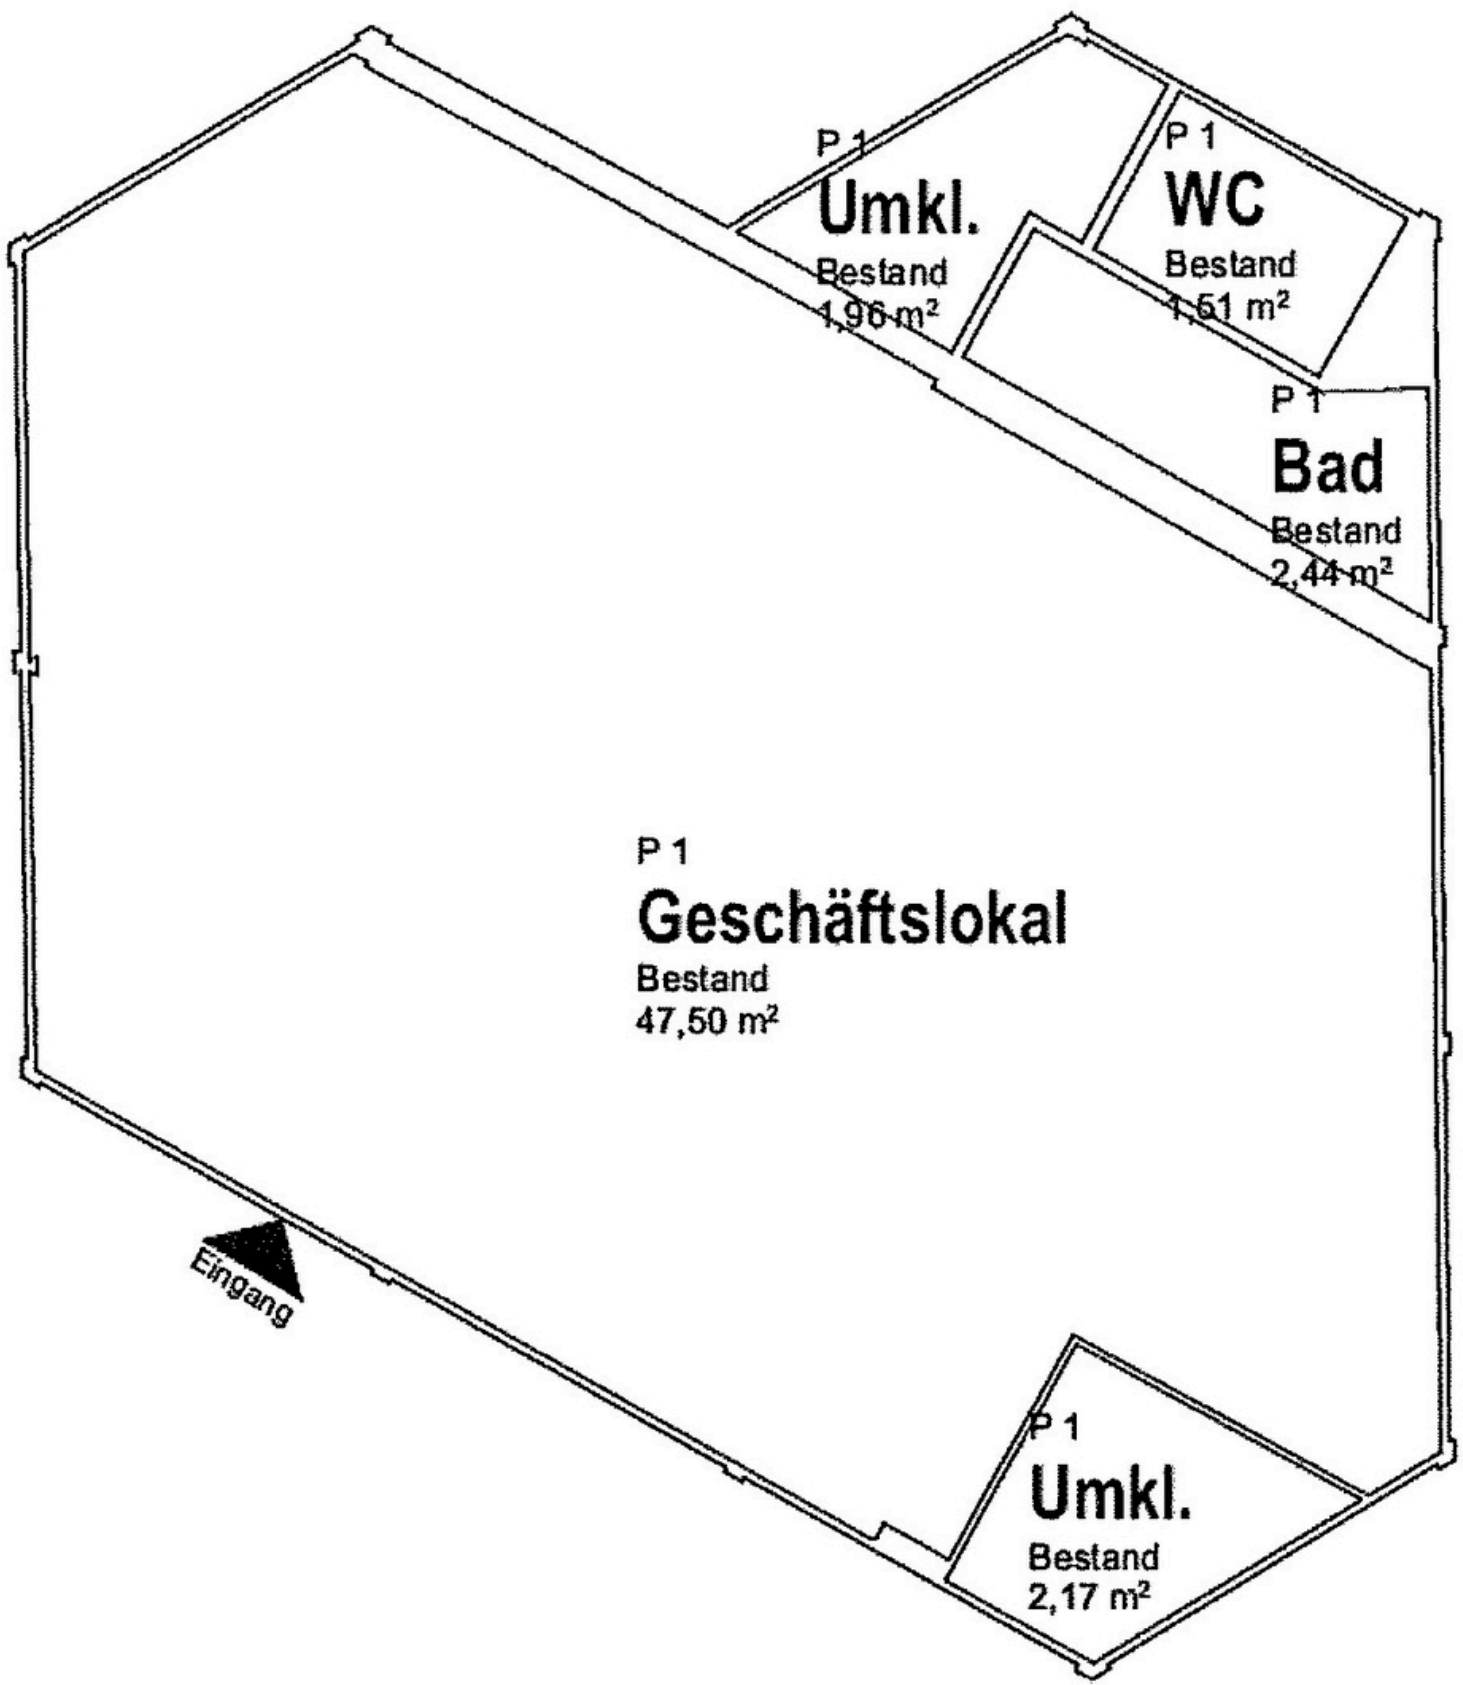 P 1
Umkl.
Bestand
1,96 m²
P 1
WC
Bestand
1,51 m²
P 1
Bad
Bestand
2,44 m²
P 1
Geschäftslokal
Bestand
47,50 m²
Eingang
P 1
Umkl.
Bestand
2,17 m²